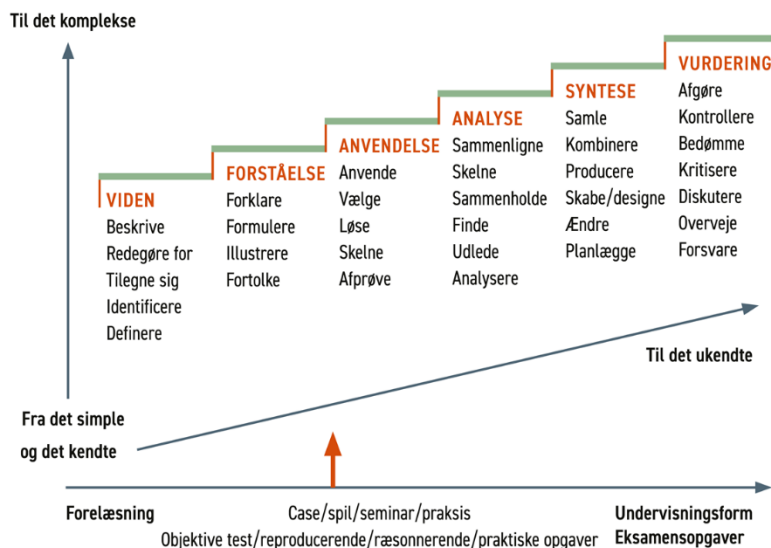 Til det komplekse
VIDEN
Beskrive
Redegøre for
Tilegne sig
Identificere
Definere
FORSTÅELSE
Forklare
Formulere
Illustrere
Fortolke
ANVENDELSE
Anvende
Vælge
Løse
Skelne
Afprøve
ANALYSE
Sammenligne
Skelne
Sammenholde
Finde
Udlede
Analysere
SYNTESE
Samle
Kombinere
Producere
Skabe/designe
Ændre
Planlægge
VURDERING
Afgøre
Kontrollere
Bedømme
Kritisere
Diskutere
Overveje
Forsvare
Til det ukendte
Fra det simple
og det kendte
Forelæsning
Case/spil/seminar/praksis
Undervisningsform
Objektive test/reproducerende/ræsonnerende/praktiske opgaver
Eksamensopgaver